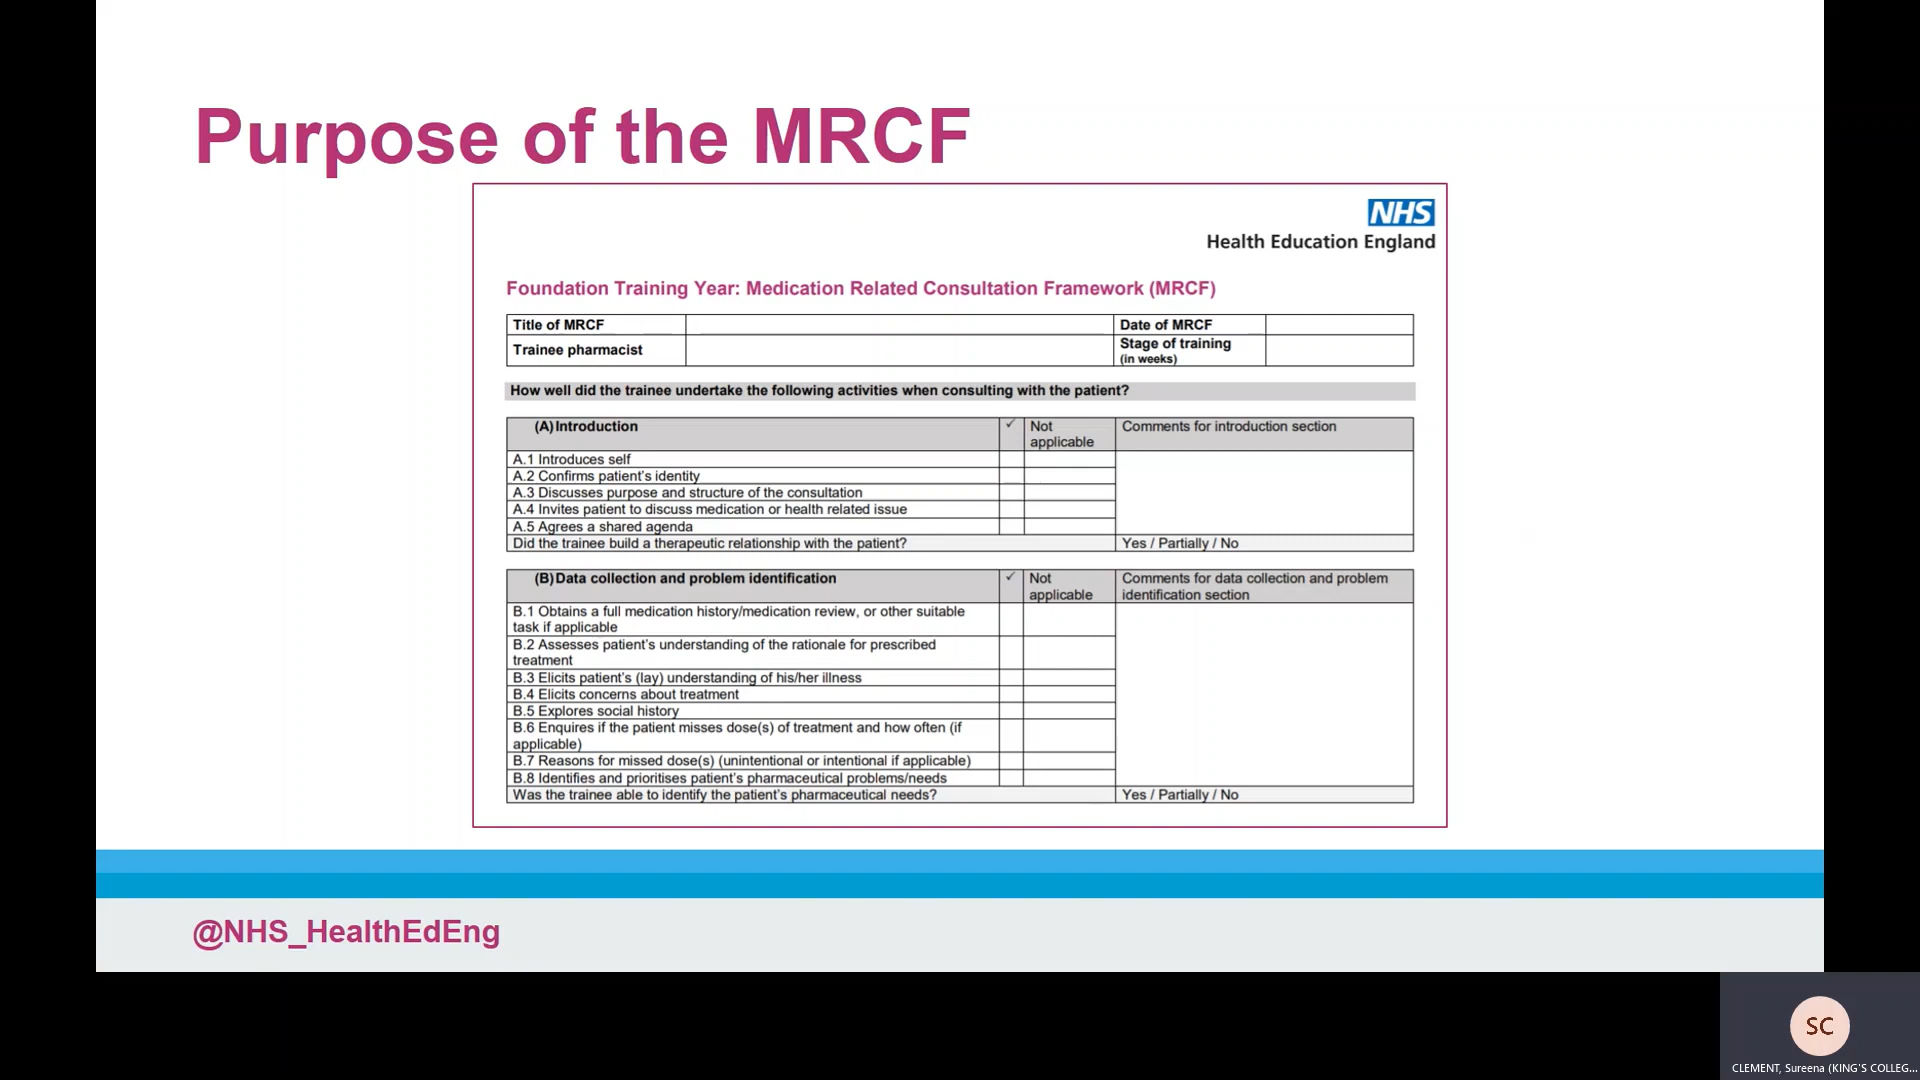 Purpose of the MRCF
NHS
Health Education England
Foundation Training Year: Medication Related Consultation Framework (MRCF)
Title of MRCF
Date of MRCF
Trainee pharmacist
Stage of training
(in weeks)
How well did the trainee undertake the following activities when consulting with the patient?
(A) Introduction ✓ Not applicable Comments for introduction section
A.1 Introduces self
A.2 Confirms patient's identity
A.3 Discusses purpose and structure of the consultation
A.4 Invites patient to discuss medication or health related issue
A.5 Agrees a shared agenda
Did the trainee build a therapeutic relationship with the patient? Yes / Partially / No
(B) Data collection and problem identification ✓ Not applicable Comments for data collection and problem identification section
B.1 Obtains a full medication history/medication review, or other suitable
task if applicable
B.2 Assesses patient's understanding of the rationale for prescribed
treatment
B.3 Elicits patient's (lay) understanding of his/her illness
B.4 Elicits concerns about treatment
B.5 Explores social history
B.6 Enquires if the patient misses dose(s) of treatment and how often (if
applicable)
B.7 Reasons for missed dose(s) (unintentional or intentional if applicable)
B.8 Identifies and prioritises patient's pharmaceutical problems/needs
Was the trainee able to identify the patient's pharmaceutical needs? Yes / Partially / No
@NHS_HealthEdEng
SC
CLEMENT, Sureena (KING'S COLLEG...